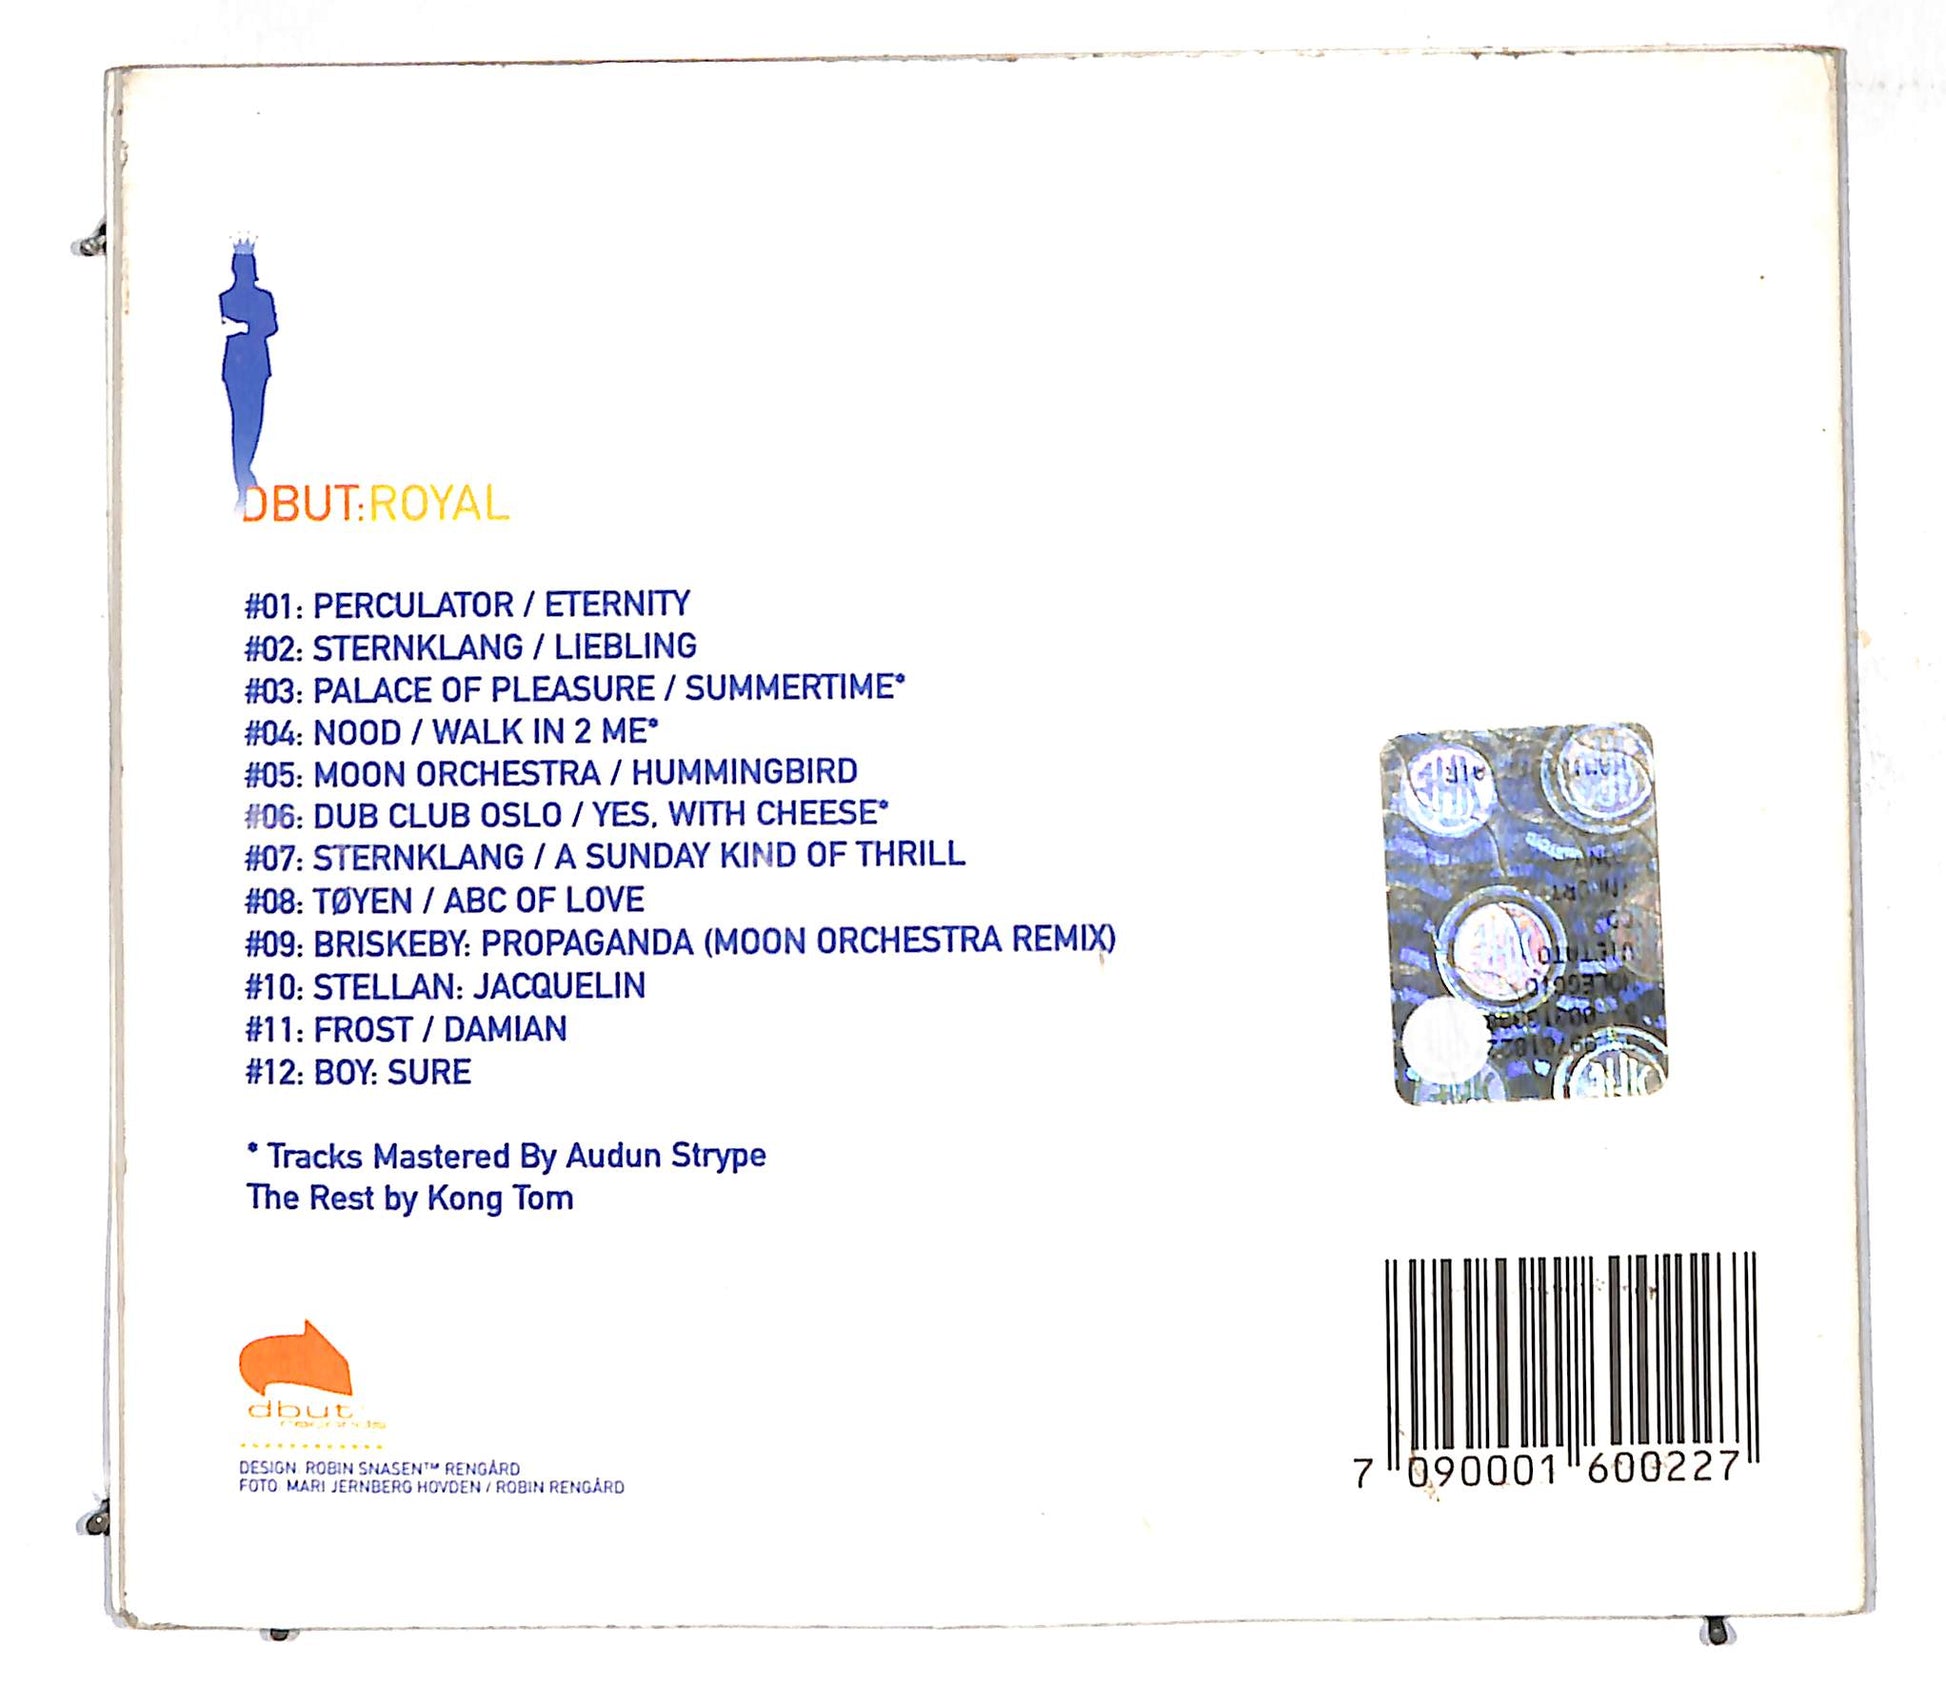 DBUT:ROYAL
#01: PERCULATOR / ETERNITY
#02: STERNKLANG / LIEBLING
#03: PALACE OF PLEASURE / SUMMERTIME*
#04: NOOD / WALK IN 2 ME*
#05: MOON ORCHESTRA / HUMMINGBIRD
#06: DUB CLUB OSLO / YES, WITH CHEESE*
#07: STERNKLANG / A SUNDAY KIND OF THRILL
#08: TØYEN / ABC OF LOVE
#09: BRISKEBY: PROPAGANDA (MOON ORCHESTRA REMIX)
#10: STELLAN: JACQUELIN
#11: FROST / DAMIAN
#12: BOY: SURE
* Tracks Mastered By Audun Strype
The Rest by Kong Tom
dbut
records
DESIGN: ROBIN SNASEN™ RENGÅRD
FOTO: MARI JERNBERG HOVDEN / ROBIN RENGÅRD
7 090001 600227